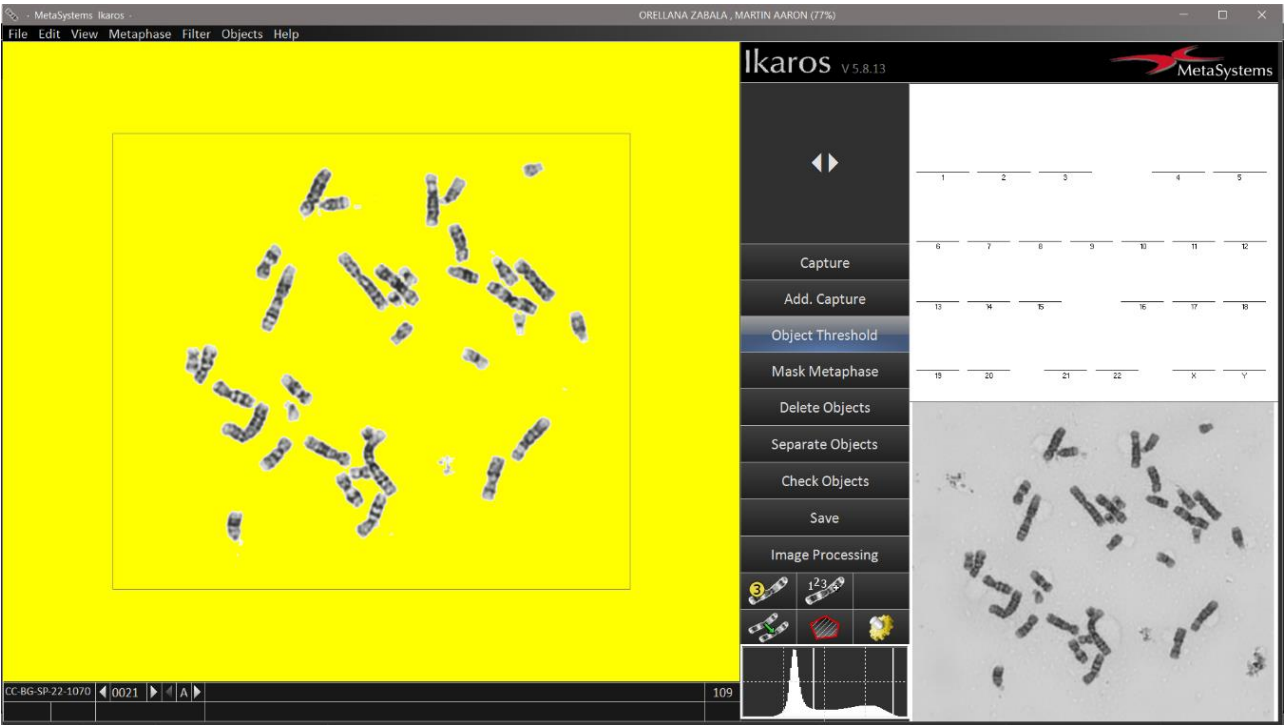 MetaSystems Ikaros
ORELLANA ZABALA , MARTIN AARON (77%)
File Edit View Metaphase Filter Objects Help
Ikaros V 5.8.13
MetaSystems
1 2 3 4 5
6 7 8 9 10 11 12
13 14 15 16 17 18
19 20 21 22 X Y
Capture
Add. Capture
Object Threshold
Mask Metaphase
Delete Objects
Separate Objects
Check Objects
Save
Image Processing
3 123
CC-BG-SP-22-1070 0021 A 109